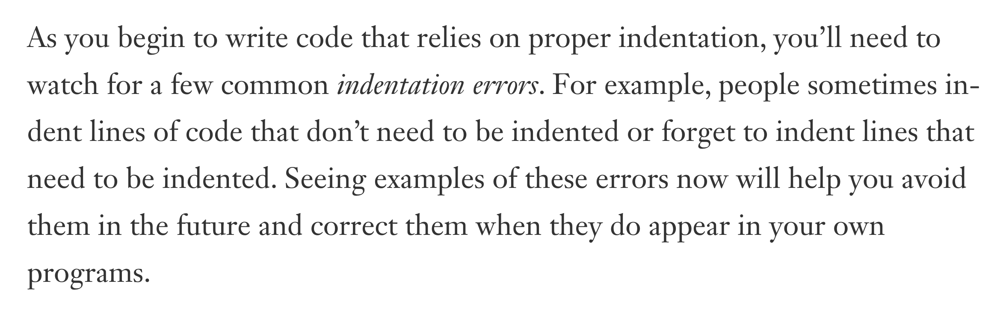 As you begin to write code that relies on proper indentation, you’ll need to
watch for a few common indentation errors. For example, people sometimes in-
dent lines of code that don’t need to be indented or forget to indent lines that
need to be indented. Seeing examples of these errors now will help you avoid
them in the future and correct them when they do appear in your own
programs.